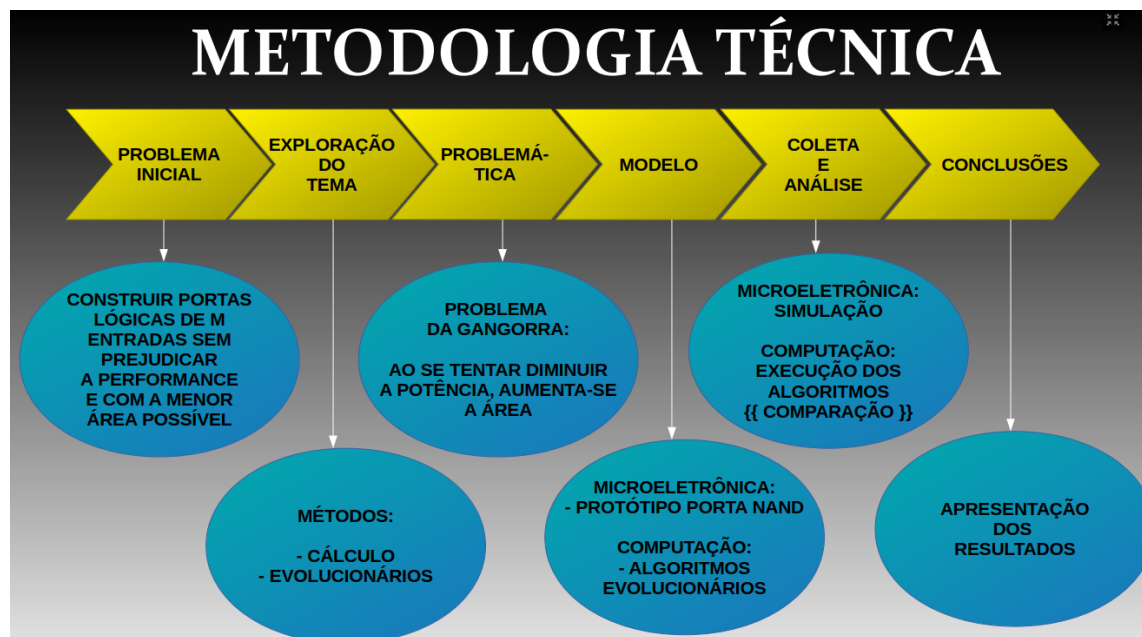 METODOLOGIA TÉCNICA
PROBLEMA
INICIAL
EXPLORAÇÃO
DO
TEMA
PROBLEMÁ-
TICA
MODELO
COLETA
E
ANÁLISE
CONCLUSÕES
CONSTRUIR PORTAS
LÓGICAS DE M
ENTRADAS SEM
PREJUDICAR
A PERFORMANCE
E COM A MENOR
ÁREA POSSÍVEL
MÉTODOS:
- CÁLCULO
- EVOLUCIONÁRIOS
PROBLEMA
DA GANGORRA:
AO SE TENTAR DIMINUIR
A POTÊNCIA, AUMENTA-SE
A ÁREA
MICROELETRÔNICA:
- PROTÓTIPO PORTA NAND
COMPUTAÇÃO:
- ALGORITMOS
EVOLUCIONÁRIOS
MICROELETRÔNICA:
SIMULAÇÃO
COMPUTAÇÃO:
EXECUÇÃO DOS
ALGORITMOS
{{ COMPARAÇÃO }}
APRESENTAÇÃO
DOS
RESULTADOS